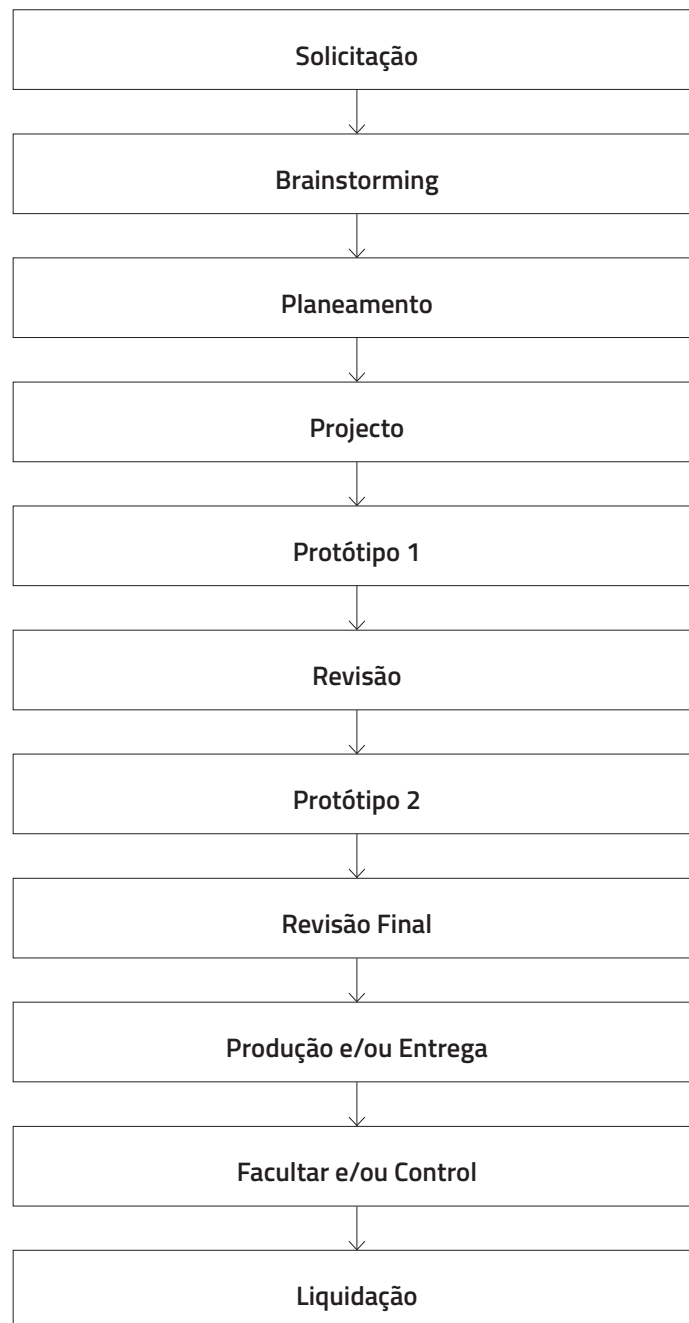 Solicitação
Brainstorming
Planeamento
Projecto
Protótipo 1
Revisão
Protótipo 2
Revisão Final
Produção e/ou Entrega
Facultar e/ou Control
Liquidação